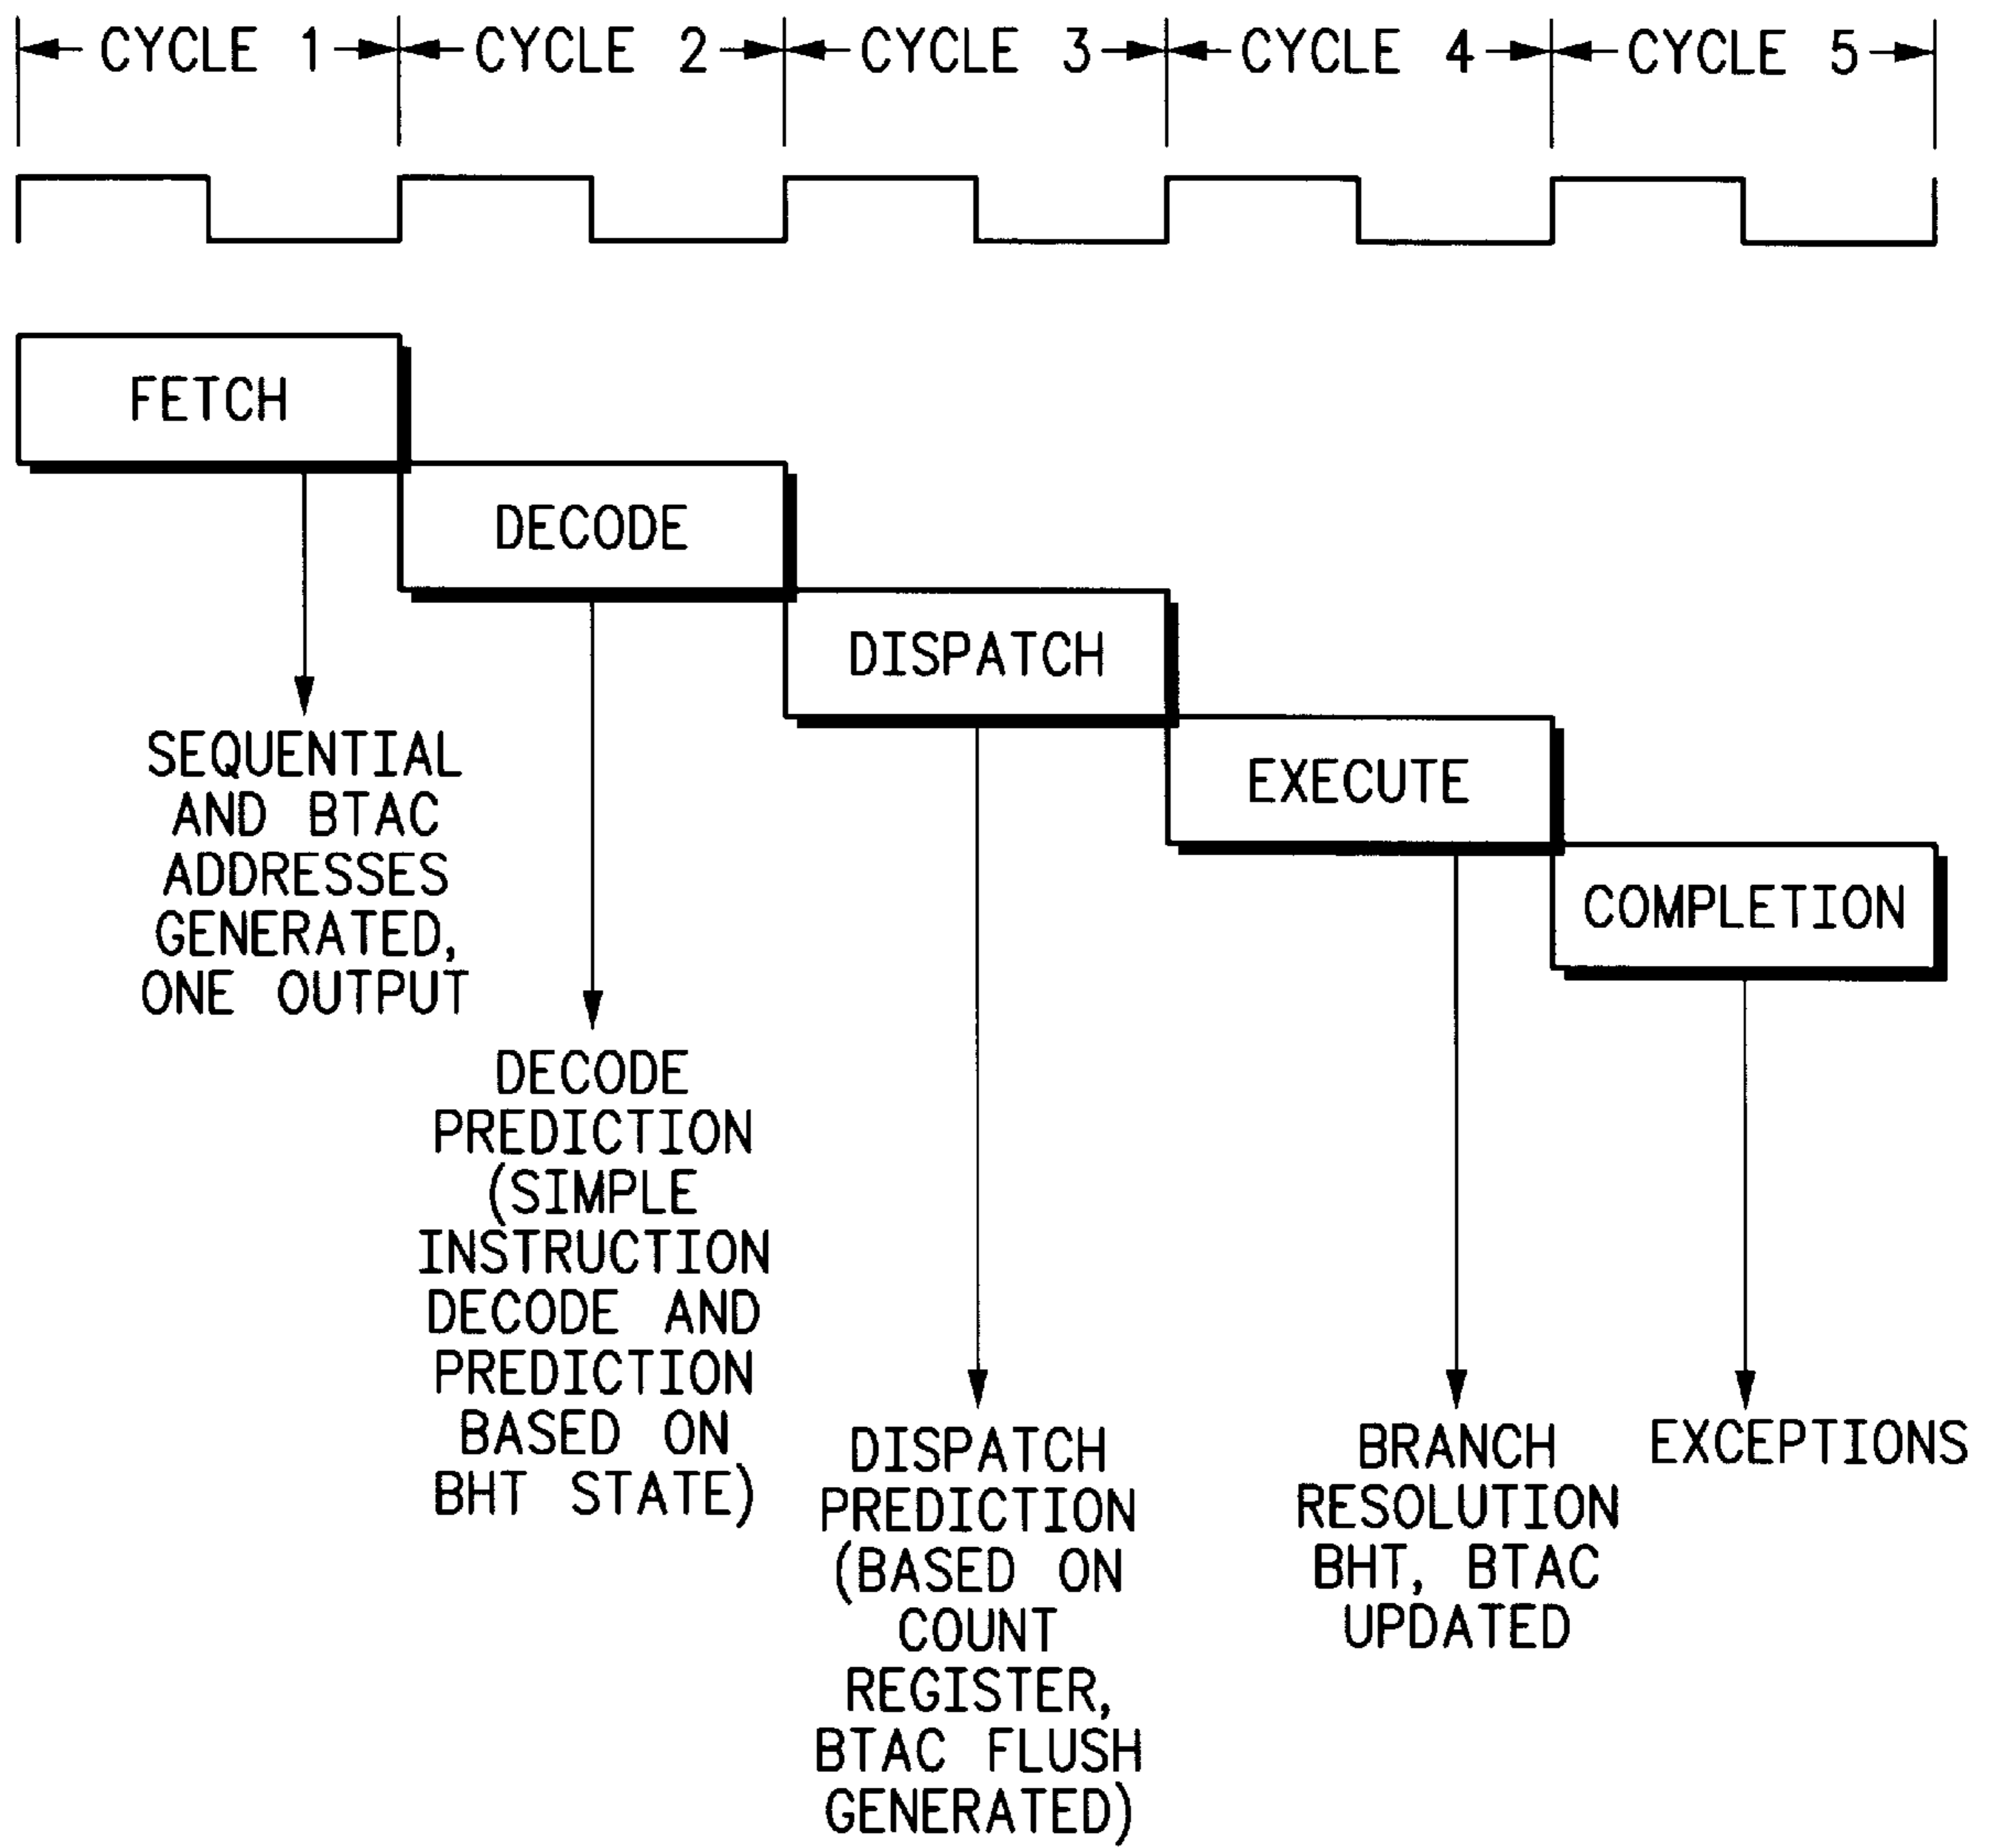 CYCLE 1 CYCLE 2 CYCLE 3 CYCLE 4 CYCLE 5
FETCH
DECODE
DISPATCH
EXECUTE
COMPLETION
SEQUENTIAL
AND BTAC
ADDRESSES
GENERATED,
ONE OUTPUT
DECODE
PREDICTION
(SIMPLE
INSTRUCTION
DECODE AND
PREDICTION
BASED ON
BHT STATE)
DISPATCH
PREDICTION
(BASED ON
COUNT
REGISTER,
BTAC FLUSH
GENERATED)
BRANCH
RESOLUTION
BHT, BTAC
UPDATED
EXCEPTIONS